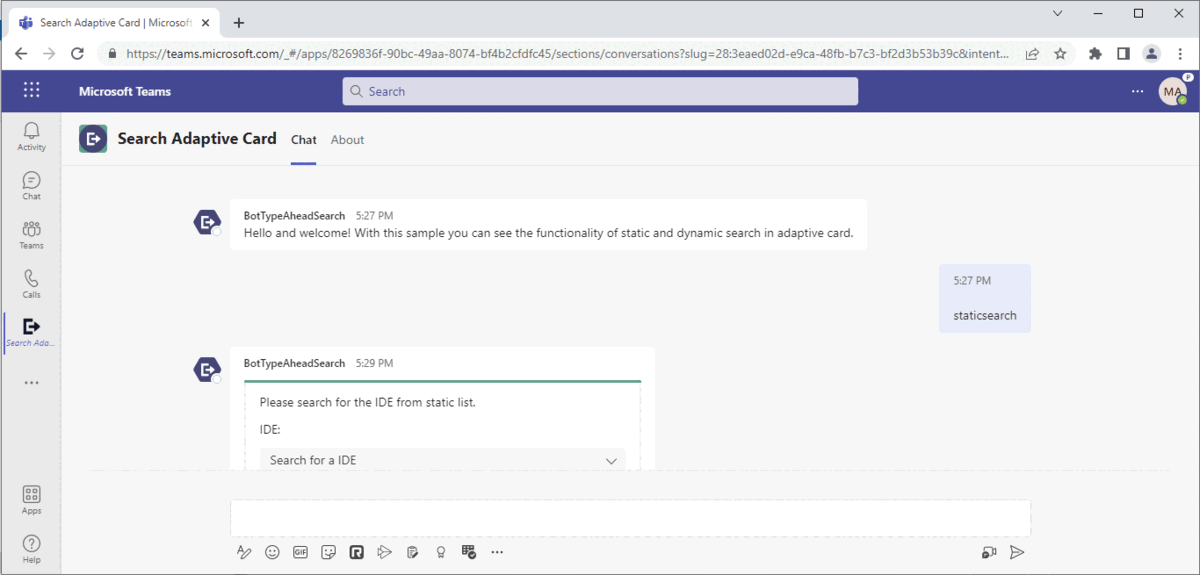 Search Adaptive Card | Microsoft
https://teams.microsoft.com/_#/apps/8269836f-90bc-49aa-8074-bf4b2cfdfc45/sections/conversations?slug=28:3eaed02d-e9ca-48fb-b7c3-bf2d3b53b39c&intent...
Microsoft Teams
Search
MA
P
Activity
Chat
Teams
Calls
Search Ada...
Apps
Help
Search Adaptive Card
Chat
About
BotTypeAheadSearch 5:27 PM
Hello and welcome! With this sample you can see the functionality of static and dynamic search in adaptive card.
5:27 PM
staticsearch
BotTypeAheadSearch 5:29 PM
Please search for the IDE from static list.
IDE:
Search for a IDE
GIF